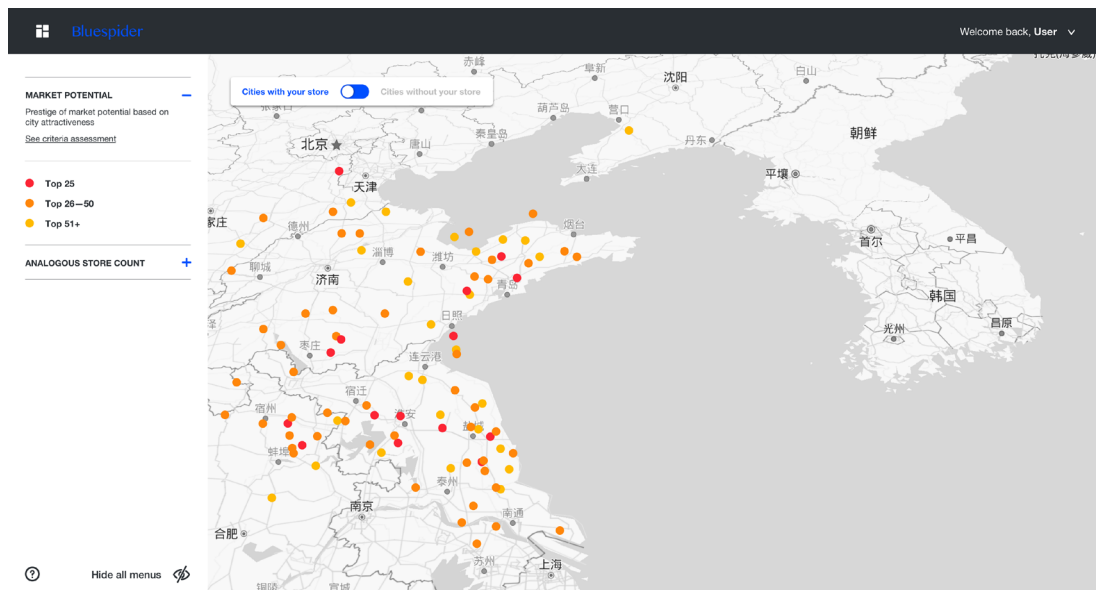 Bluespider
Welcome back, User
MARKET POTENTIAL
Prestige of market potential based on
city attractiveness
See criteria assessment
Top 25
Top 26—50
Top 51+
ANALOGOUS STORE COUNT
Hide all menus
Cities with your store
Cities without your store
赤峰
阜新
沈阳
白山
葫芦岛
营口
朝鲜
北京
唐山
秦皇岛
丹东
天津
大连
平壤
家庄
德州
烟台
首尔
平昌
聊城
淄博
潍坊
济南
青岛
韩国
日照
光州
昌原
枣庄
连云港
宿迁
宿州
安
盐城
蚌埠
泰州
南京
南通
合肥
苏州
上海
铜陵
宣城